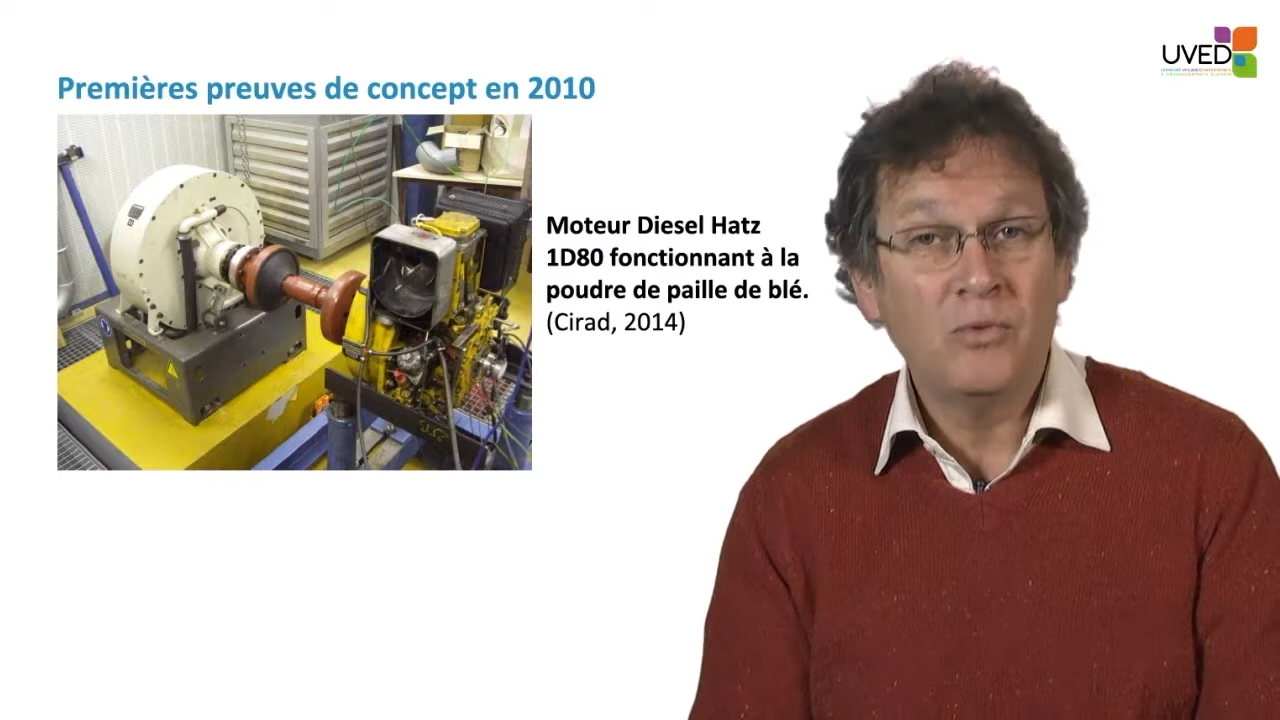 UVED
Premières preuves de concept en 2010
Moteur Diesel Hatz
1D80 fonctionnant à la
poudre de paille de blé.
(Cirad, 2014)